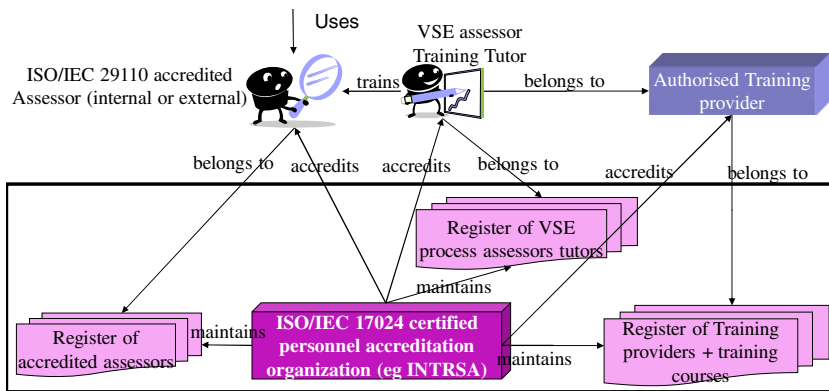 Uses
VSE assessor
Training Tutor
ISO/IEC 29110 accredited
Assessor (internal or external)
trains
belongs to
Authorised Training
provider
belongs to
accredits
accredits
belongs to
accredits
belongs to
Register of VSE
process assessors tutors
maintains
Register of
accredited assessors
maintains
ISO/IEC 17024 certified
personnel accreditation
organization (eg INTRSA)
maintains
Register of Training
providers + training
courses